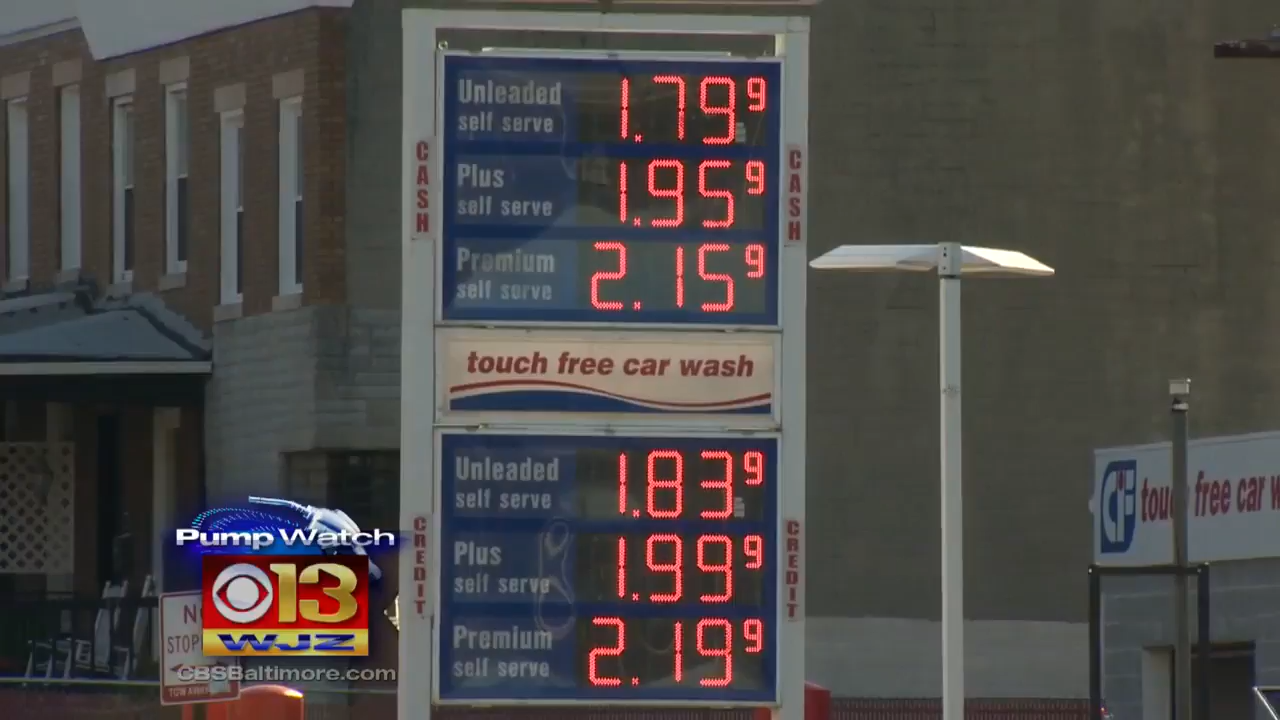 Unleaded 1.79 9
self serve
Plus 1.95 9
self serve
Premium 2.15 9
self serve
CASH
CASH
touch free car wash
Unleaded 1.83 9
self serve
Plus 1.99 9
self serve
Premium 2.19 9
self serve
CREDIT
CREDIT
touch free car w
Pump Watch
13
WJZ
CBSBaltimore.com
NO
STOP